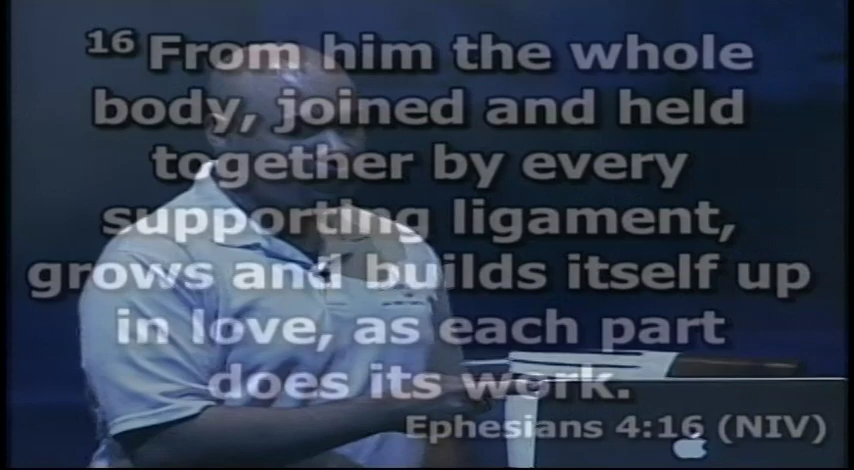 16 From him the whole
body, joined and held
together by every
supporting ligament,
grows and builds itself up
in love, as each part
does its work.
Ephesians 4:16 (NIV)